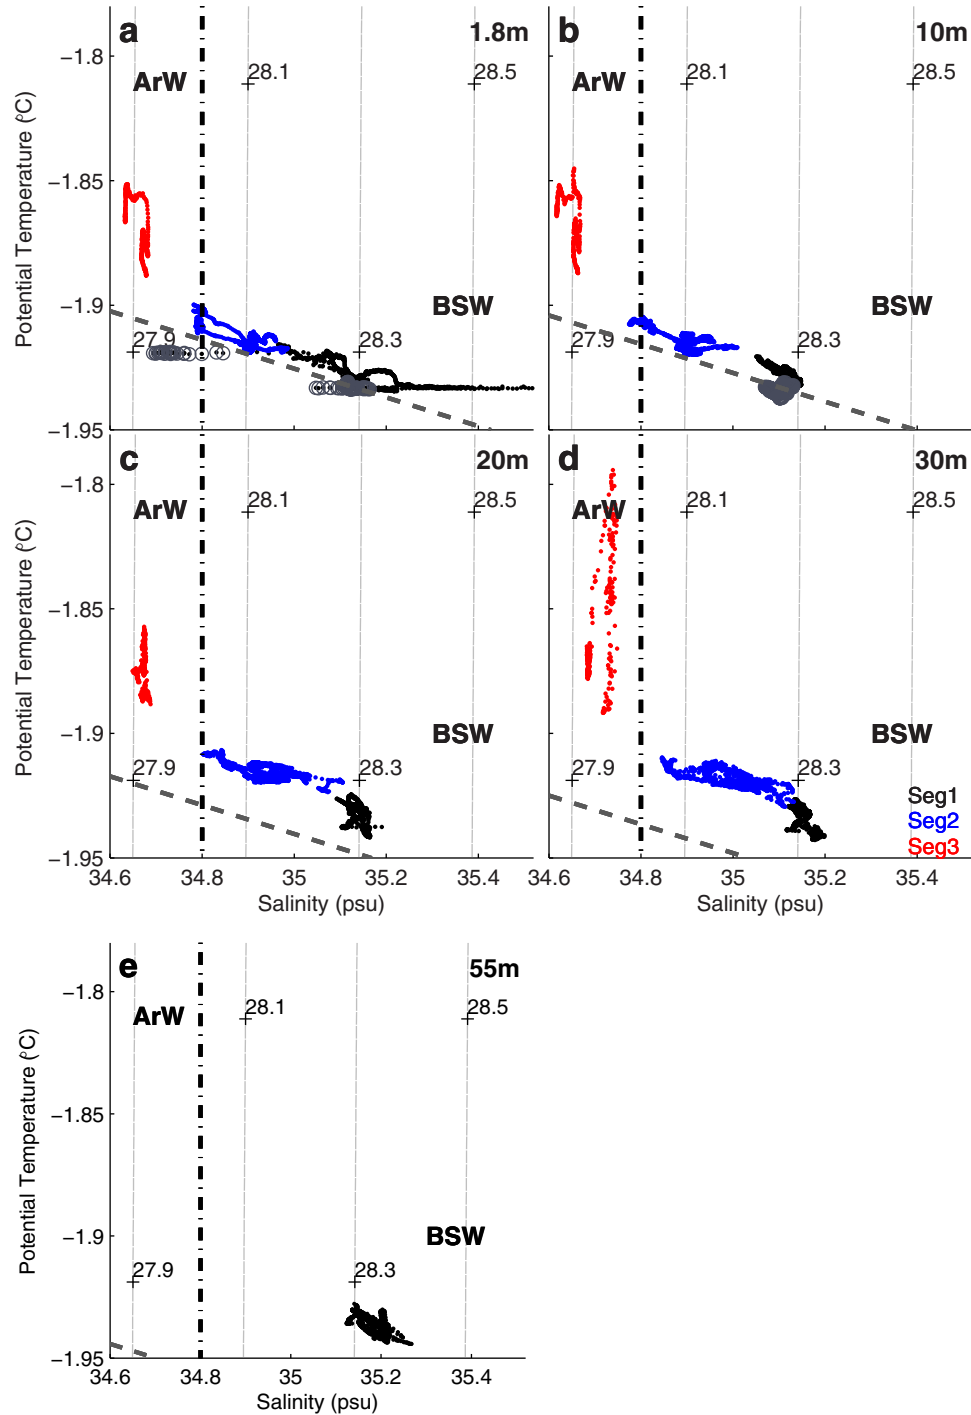 a
1.8m
b
10m
−1.8
ArW
28.1
28.5
ArW
28.1
28.5
−1.85
Potential Temperature (°C)
−1.9
BSW
BSW
27.9
28.3
27.9
28.3
−1.95
c
20m
d
30m
−1.8
ArW
28.1
28.5
ArW
28.1
28.5
−1.85
Potential Temperature (°C)
−1.9
BSW
BSW
27.9
28.3
27.9
28.3
Seg1
Seg2
Seg3
−1.95
34.6 34.8 35 35.2 35.4
34.6 34.8 35 35.2 35.4
Salinity (psu)
Salinity (psu)
e
55m
−1.8
ArW
28.1
28.5
−1.85
Potential Temperature (°C)
−1.9
BSW
27.9
28.3
−1.95
34.6 34.8 35 35.2 35.4
Salinity (psu)